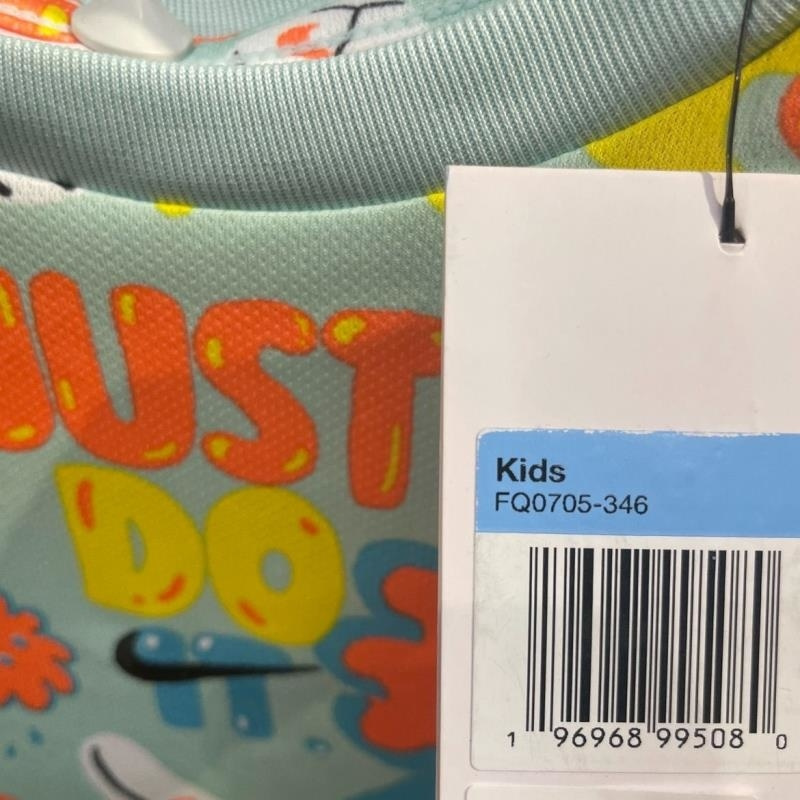 JUST
DO
IT
Kids
FQ0705-346
1 96968 99508 0